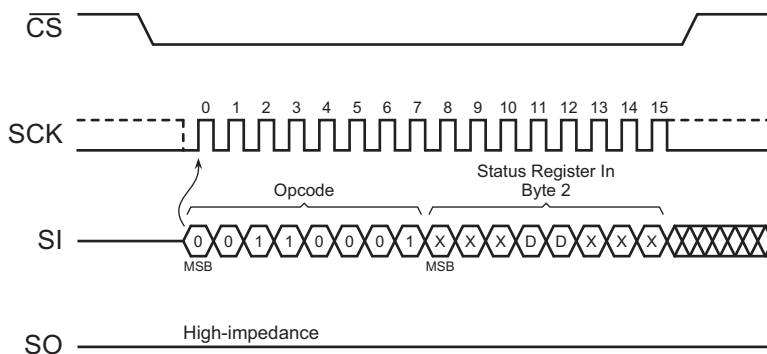 CS
0 1 2 3 4 5 6 7 8 9 10 11 12 13 14 15
SCK
Opcode
Status Register In
Byte 2
SI
0 0 1 1 0 0 0 1 X X X D D X X X
MSB MSB
High-impedance
SO